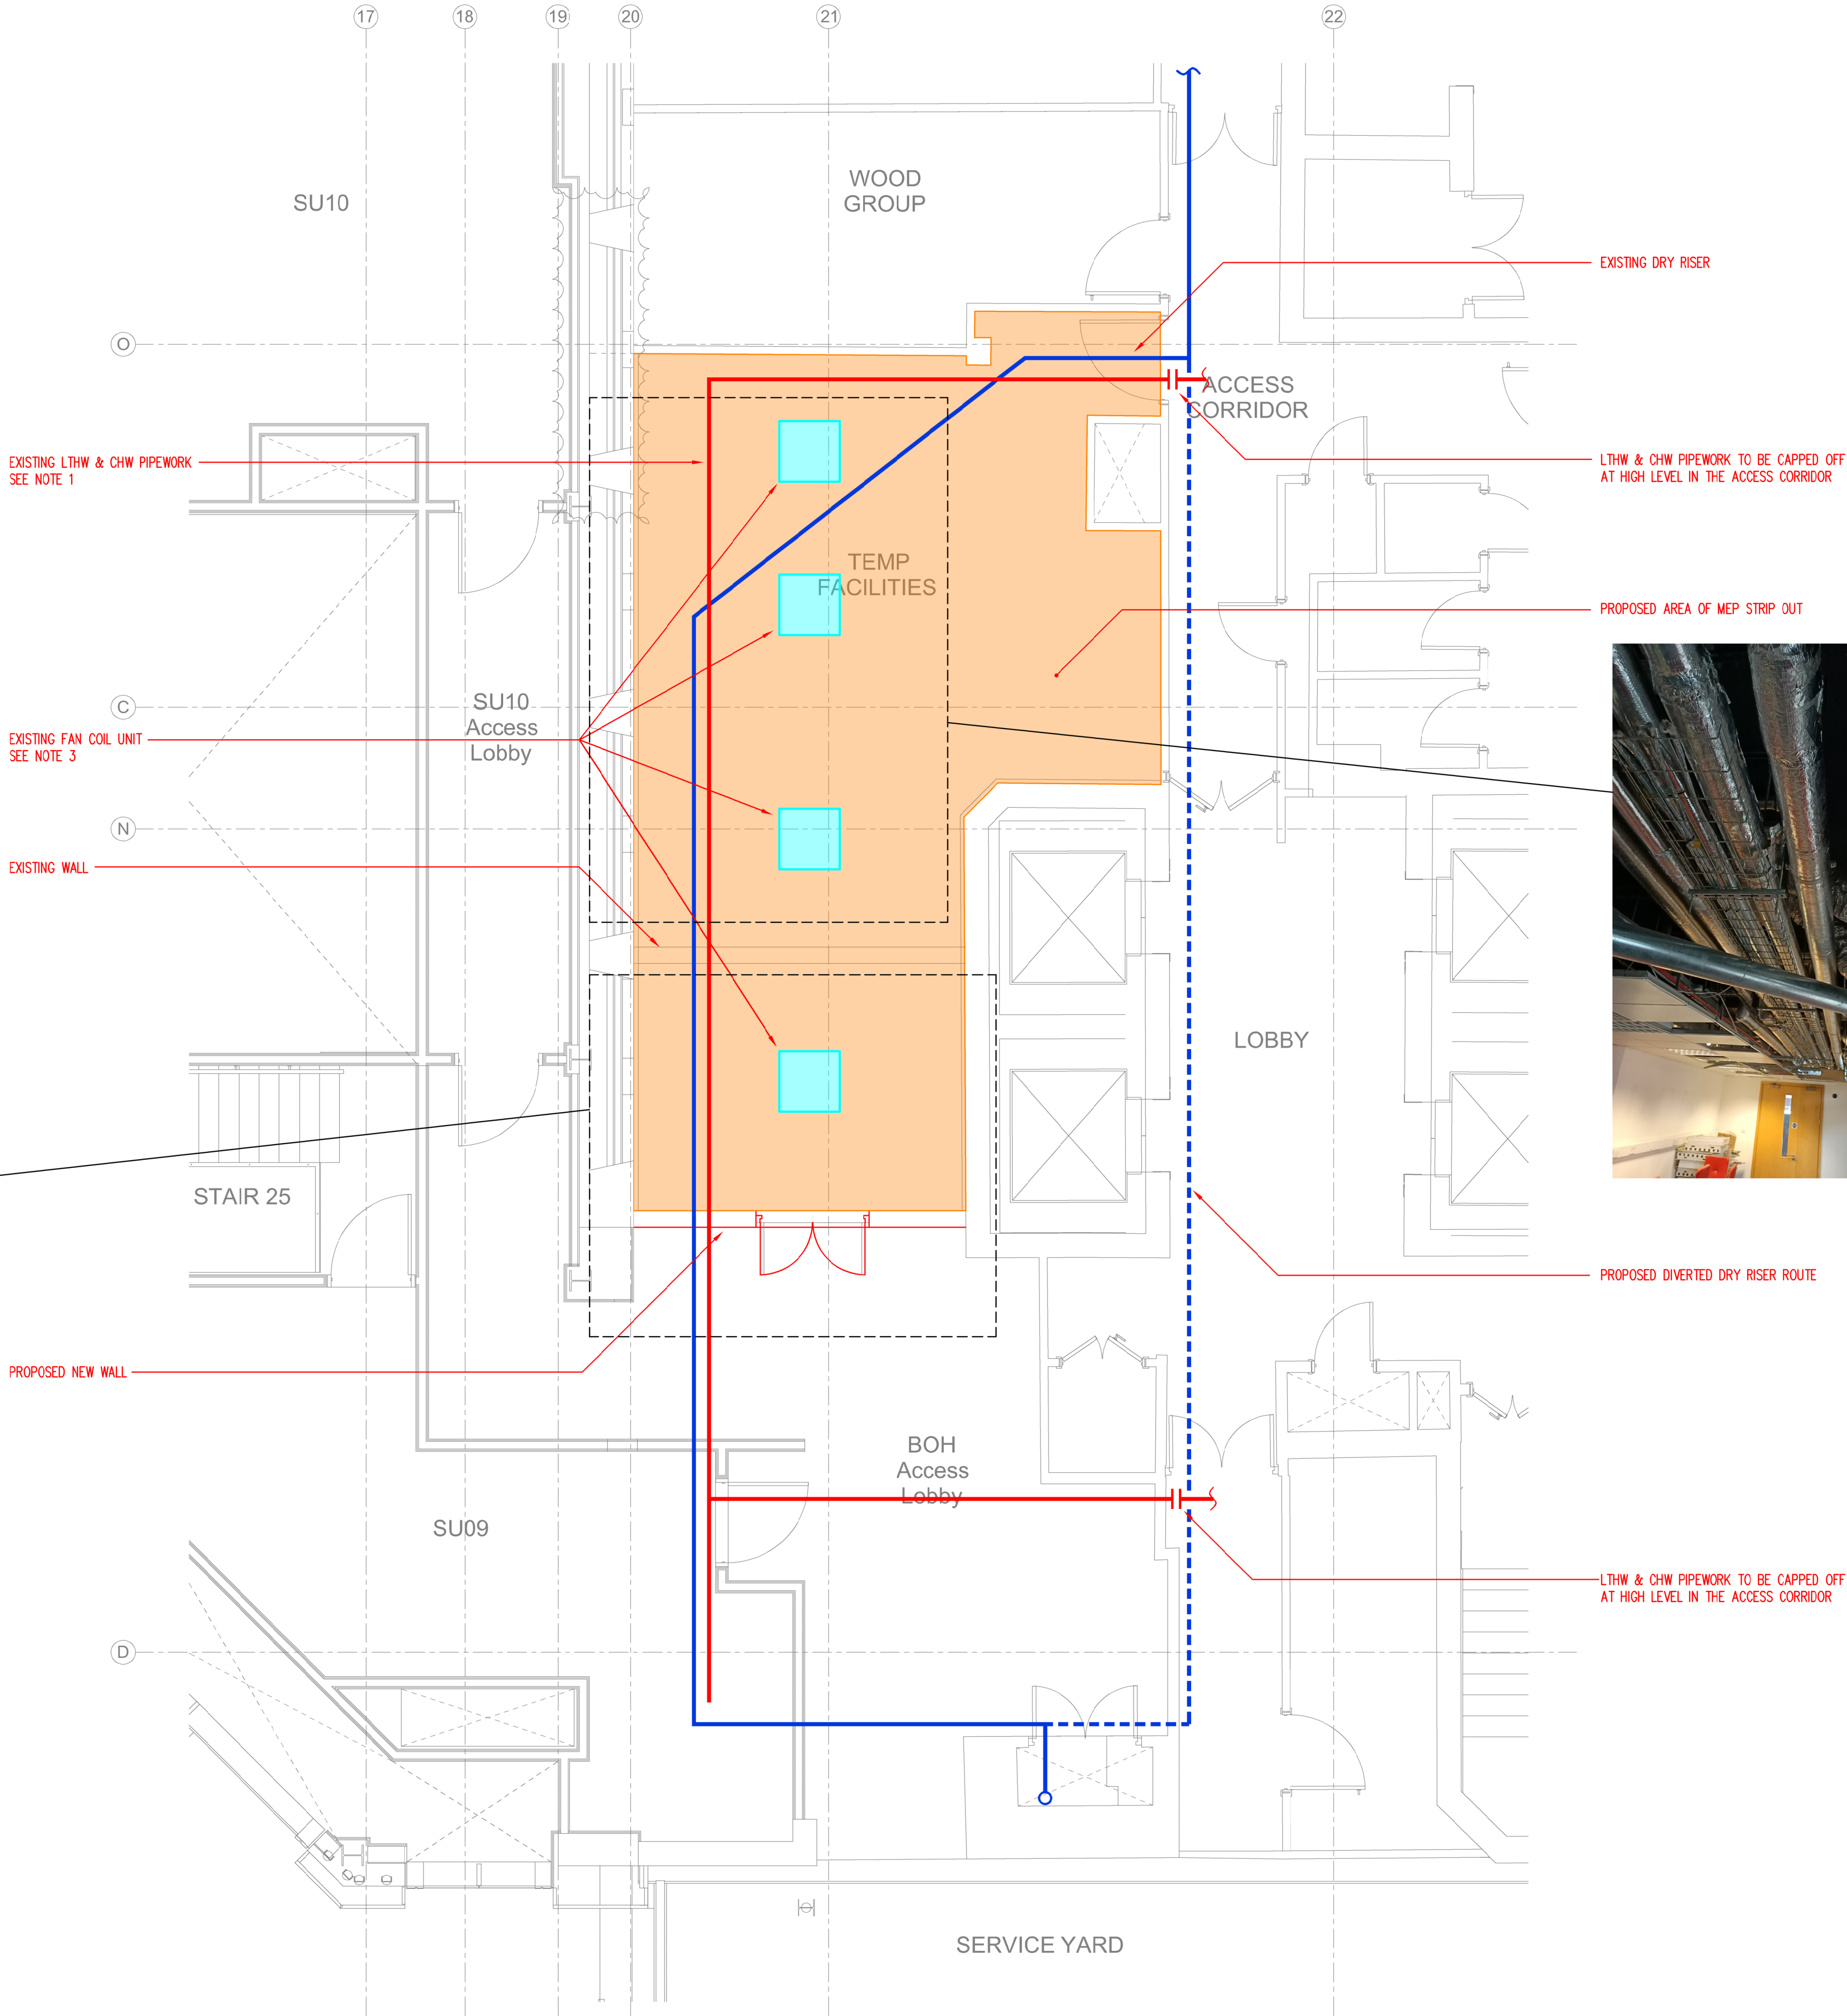 17
18
19
20
21
22
SU10
WOOD
GROUP
EXISTING DRY RISER
O
ACCESS
CORRIDOR
EXISTING LTHW & CHW PIPEWORK
SEE NOTE 1
LTHW & CHW PIPEWORK TO BE CAPPED OFF
AT HIGH LEVEL IN THE ACCESS CORRIDOR
TEMP
FACILITIES
PROPOSED AREA OF MEP STRIP OUT
C
SU10
Access
Lobby
EXISTING FAN COIL UNIT
SEE NOTE 3
N
EXISTING WALL
LOBBY
STAIR 25
PROPOSED DIVERTED DRY RISER ROUTE
PROPOSED NEW WALL
BOH
Access
Lobby
SU09
LTHW & CHW PIPEWORK TO BE CAPPED OFF
AT HIGH LEVEL IN THE ACCESS CORRIDOR
D
SERVICE YARD